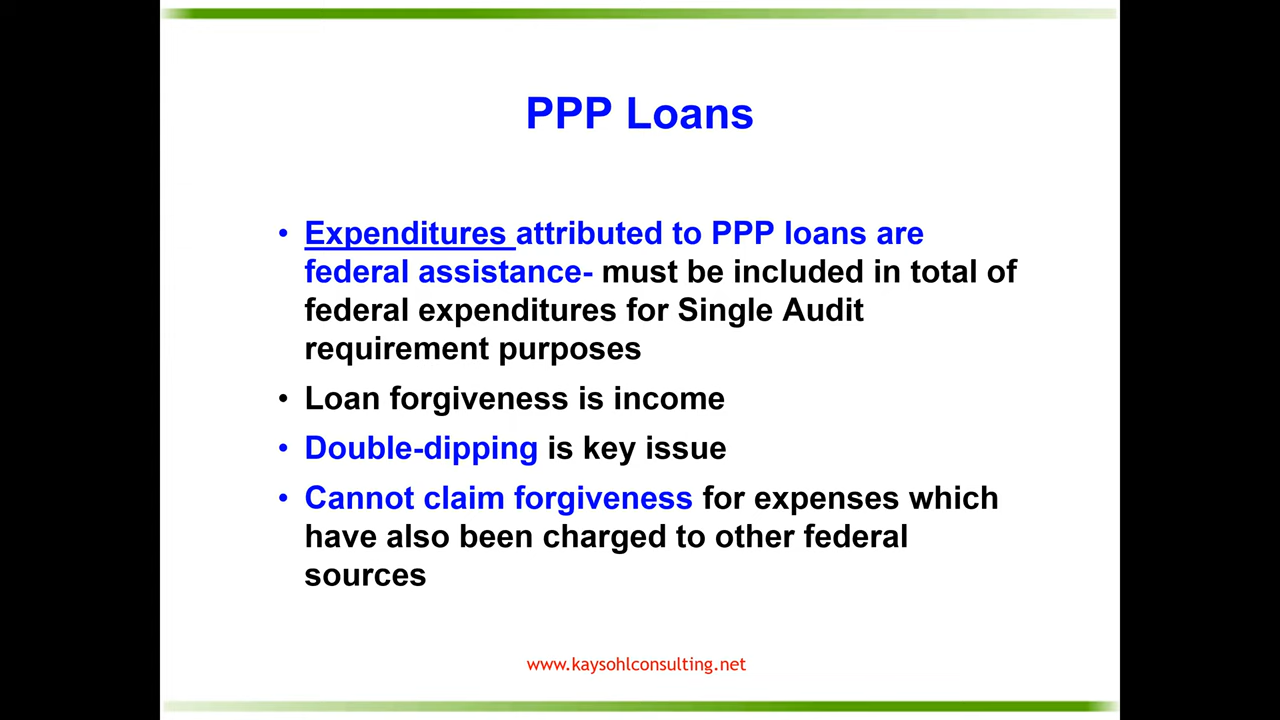 PPP Loans
• Expenditures attributed to PPP loans are
federal assistance- must be included in total of
federal expenditures for Single Audit
requirement purposes
• Loan forgiveness is income
• Double-dipping is key issue
• Cannot claim forgiveness for expenses which
have also been charged to other federal
sources
www.kaysohlconsulting.net